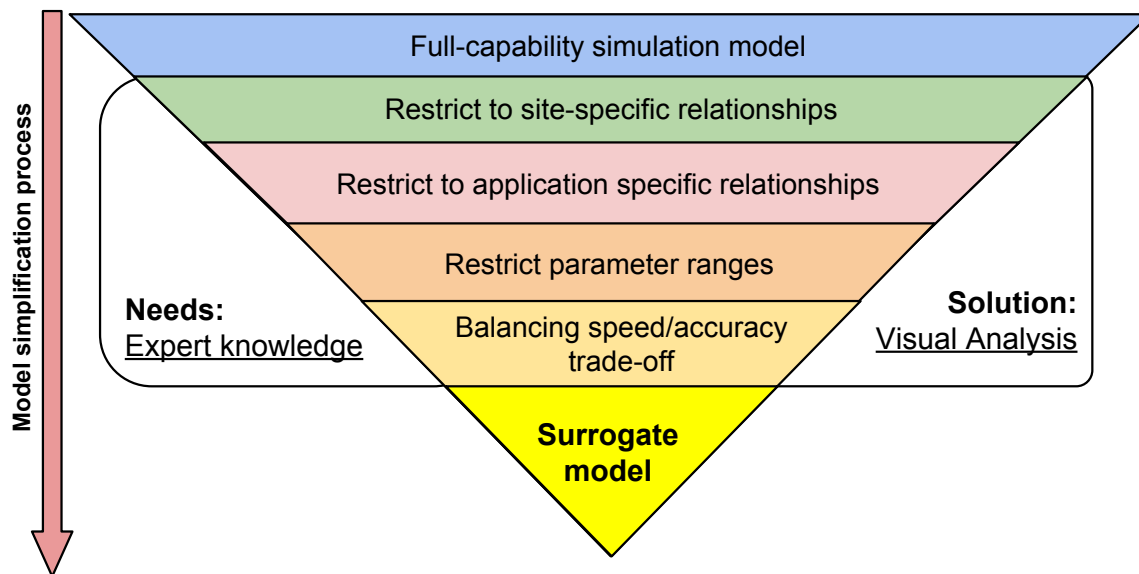 Model simplification process
Full-capability simulation model
Restrict to site-specific relationships
Restrict to application specific relationships
Restrict parameter ranges
Needs:
Expert knowledge
Solution:
Visual Analysis
Balancing speed/accuracy
trade-off
Surrogate
model